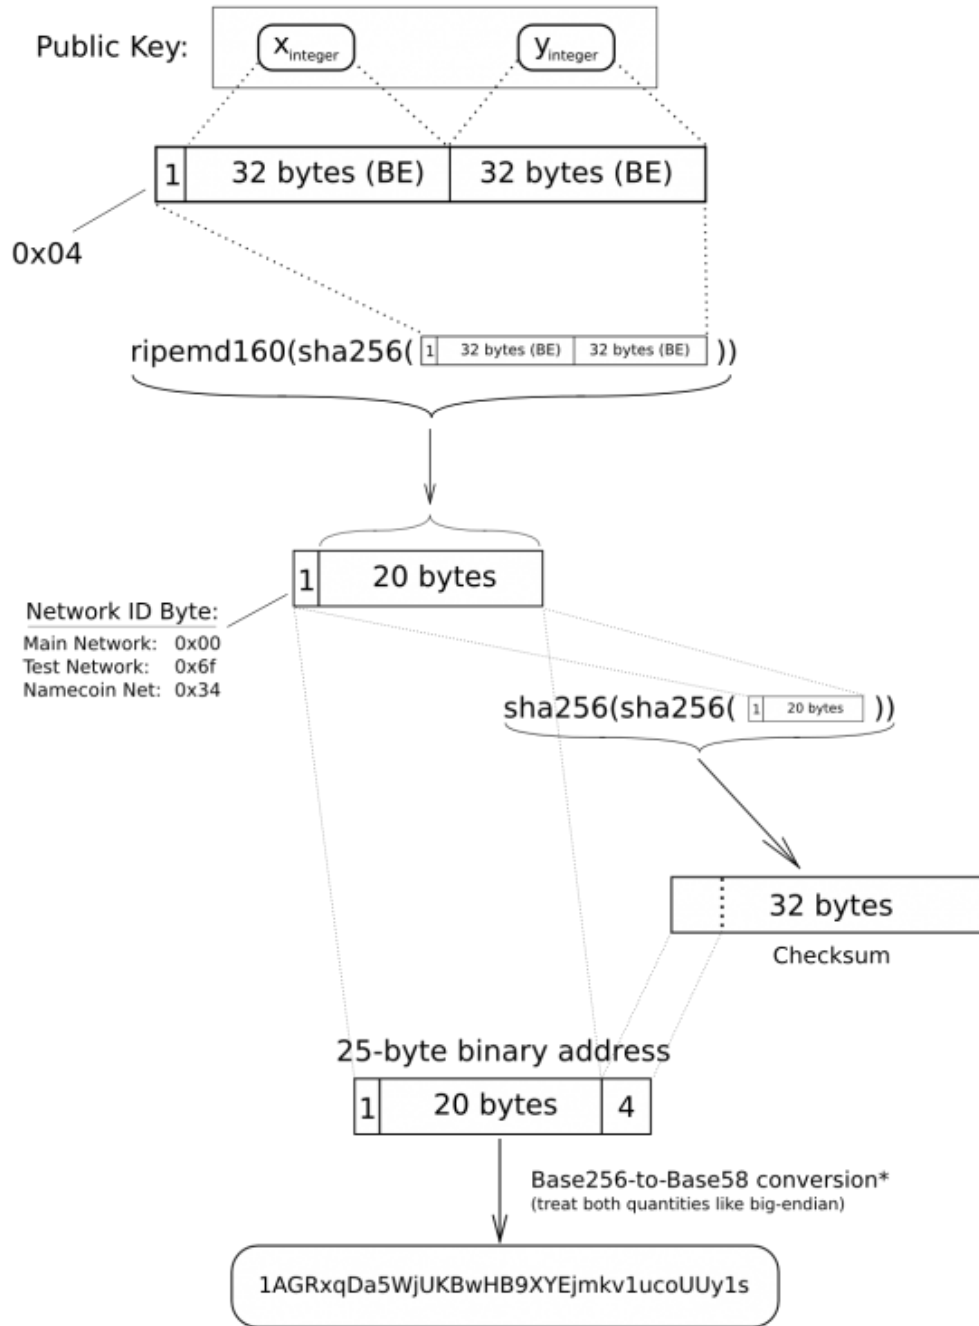 Public Key:
x integer
y integer
1
32 bytes (BE)
32 bytes (BE)
0x04
ripemd160(sha256( 1 32 bytes (BE) 32 bytes (BE) ))
1
20 bytes
Network ID Byte:
Main Network: 0x00
Test Network: 0x6f
Namecoin Net: 0x34
sha256(sha256( 1 20 bytes ))
32 bytes
Checksum
25-byte binary address
1
20 bytes
4
Base256-to-Base58 conversion*
(treat both quantities like big-endian)
1AGRxqDa5WjUKBwHB9XYEjmkv1ucoUUy1s